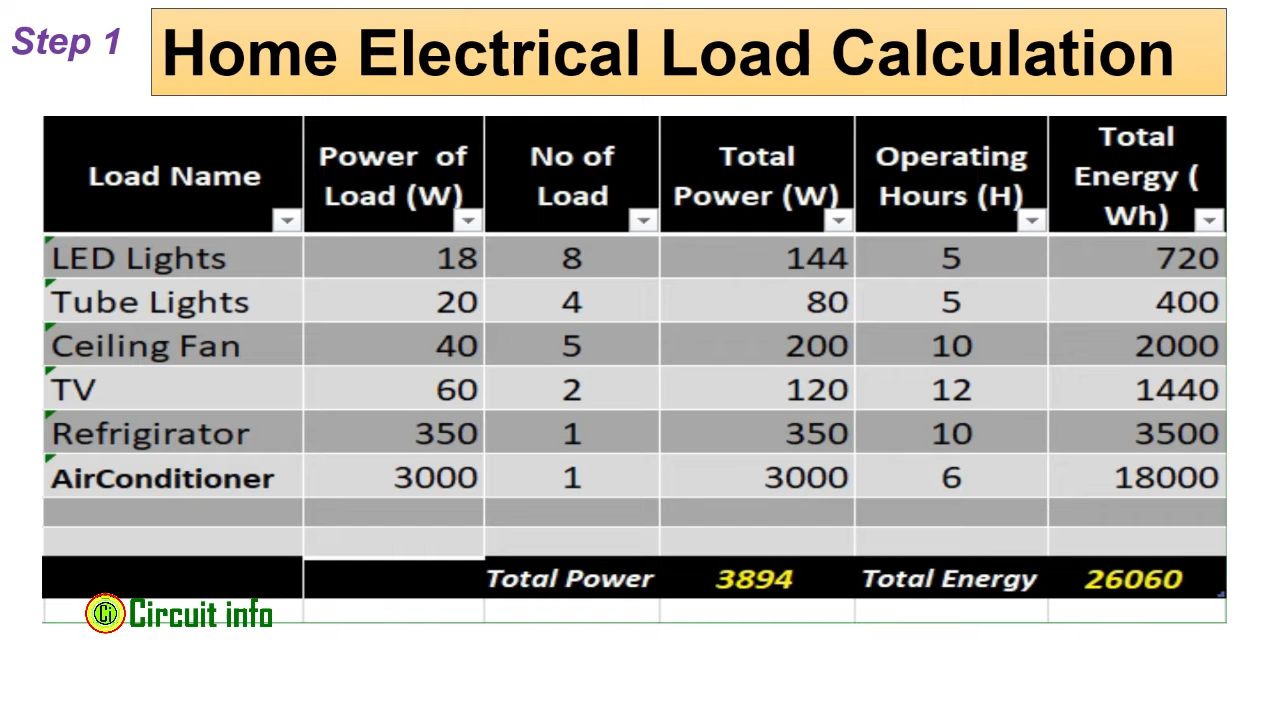 Step 1
Home Electrical Load Calculation
Load Name Power of Load (W) No of Load Total Power (W) Operating Hours (H) Total Energy ( Wh)
LED Lights 18 8 144 5 720
Tube Lights 20 4 80 5 400
Ceiling Fan 40 5 200 10 2000
TV 60 2 120 12 1440
Refrigirator 350 1 350 10 3500
AirConditioner 3000 1 3000 6 18000
Total Power 3894 Total Energy 26060
Ci Circuit info